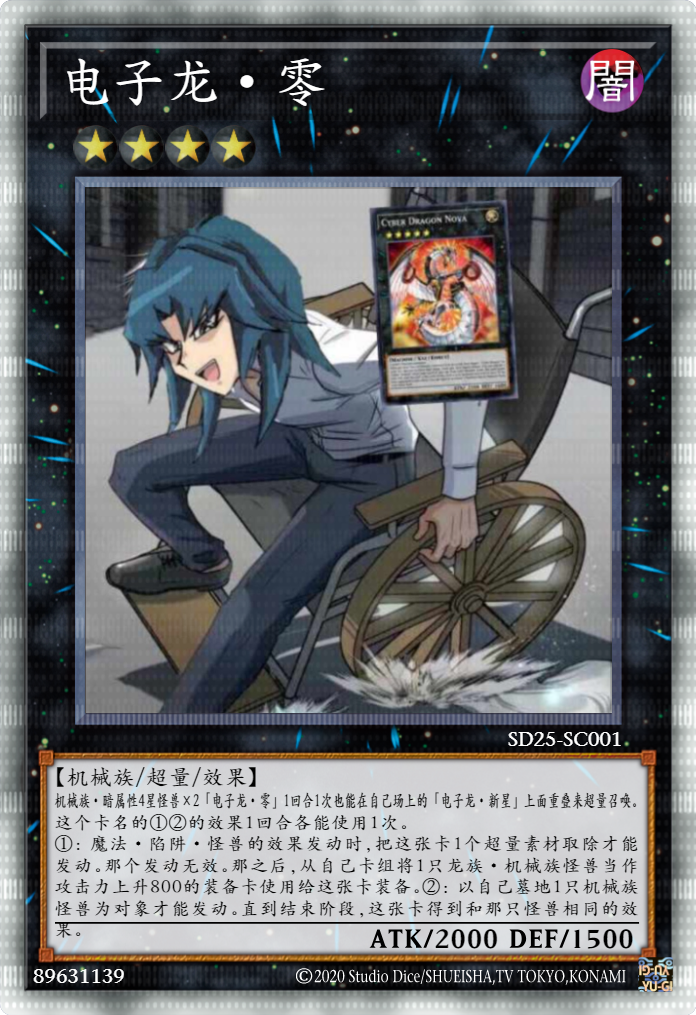 电子龙·零
闇
CYBER DRAGON NOVA
SD25-SC001
【机械族/超量/效果】
机械族·暗属性4星怪兽×2「电子龙·零」1回合1次也能在自己场上的「电子龙·新星」上面重叠来超量召唤。
这个卡名的①②的效果1回合各能使用1次。
①：魔法·陷阱·怪兽的效果发动时,把这张卡1个超量素材取除才能
发动。那个发动无效。那之后,从自己卡组将1只龙族·机械族怪兽当作
攻击力上升800的装备卡使用给这张卡装备。②：以自己墓地1只机械族
怪兽为对象才能发动。直到结束阶段,这张卡得到和那只怪兽相同的效
果。
ATK/2000 DEF/1500
89631139
©2020 Studio Dice/SHUEISHA,TV TOKYO,KONAMI